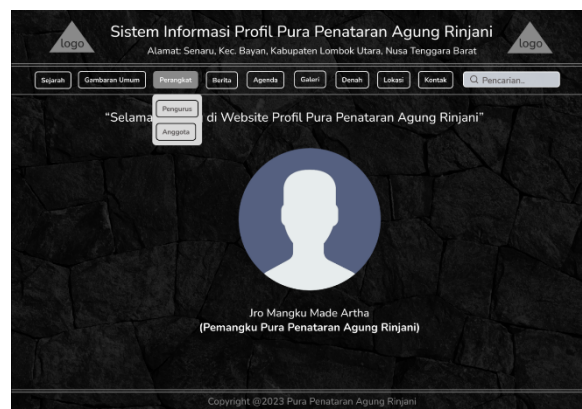 logo
Sistem Informasi Profil Pura Penataran Agung Rinjani
Alamat: Senaru, Kec. Bayan, Kabupaten Lombok Utara, Nusa Tenggara Barat
logo
Sejarah
Gambaran Umum
Perangkat
Berita
Agenda
Galeri
Denah
Lokasi
Kontak
Pencarian..
Pengurus
Anggota
“Selama di Website Profil Pura Penataran Agung Rinjani”
Jro Mangku Made Artha
(Pemangku Pura Penataran Agung Rinjani)
Copyright @2023 Pura Penataran Agung Rinjani